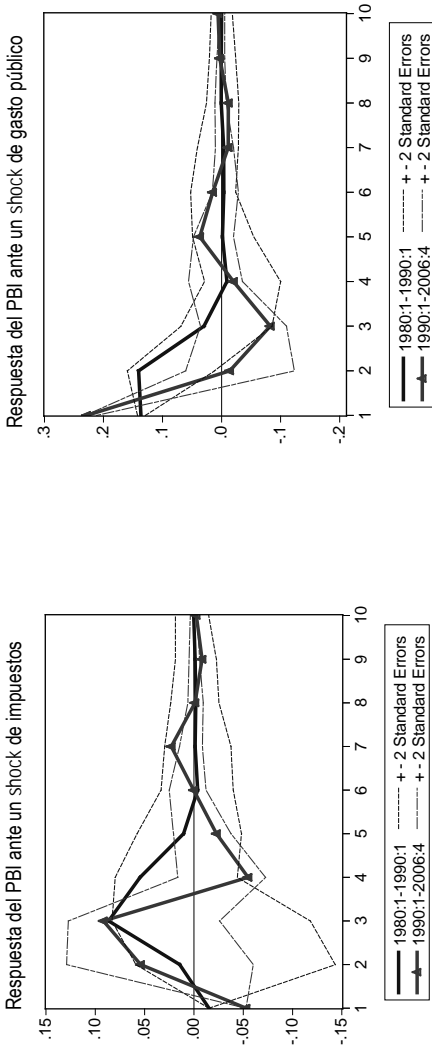 Respuesta del PBI ante un shock de impuestos
.15
.10
.05
.00
-.05
-.10
-.15
1 2 3 4 5 6 7 8 9 10
1980:1-1990:1 + - 2 Standard Errors
1990:1-2006:4 + - 2 Standard Errors
Respuesta del PBI ante un shock de gasto público
.3
.2
.1
.0
-.1
-.2
1 2 3 4 5 6 7 8 9 10
1980:1-1990:1 + - 2 Standard Errors
1990:1-2006:4 + - 2 Standard Errors